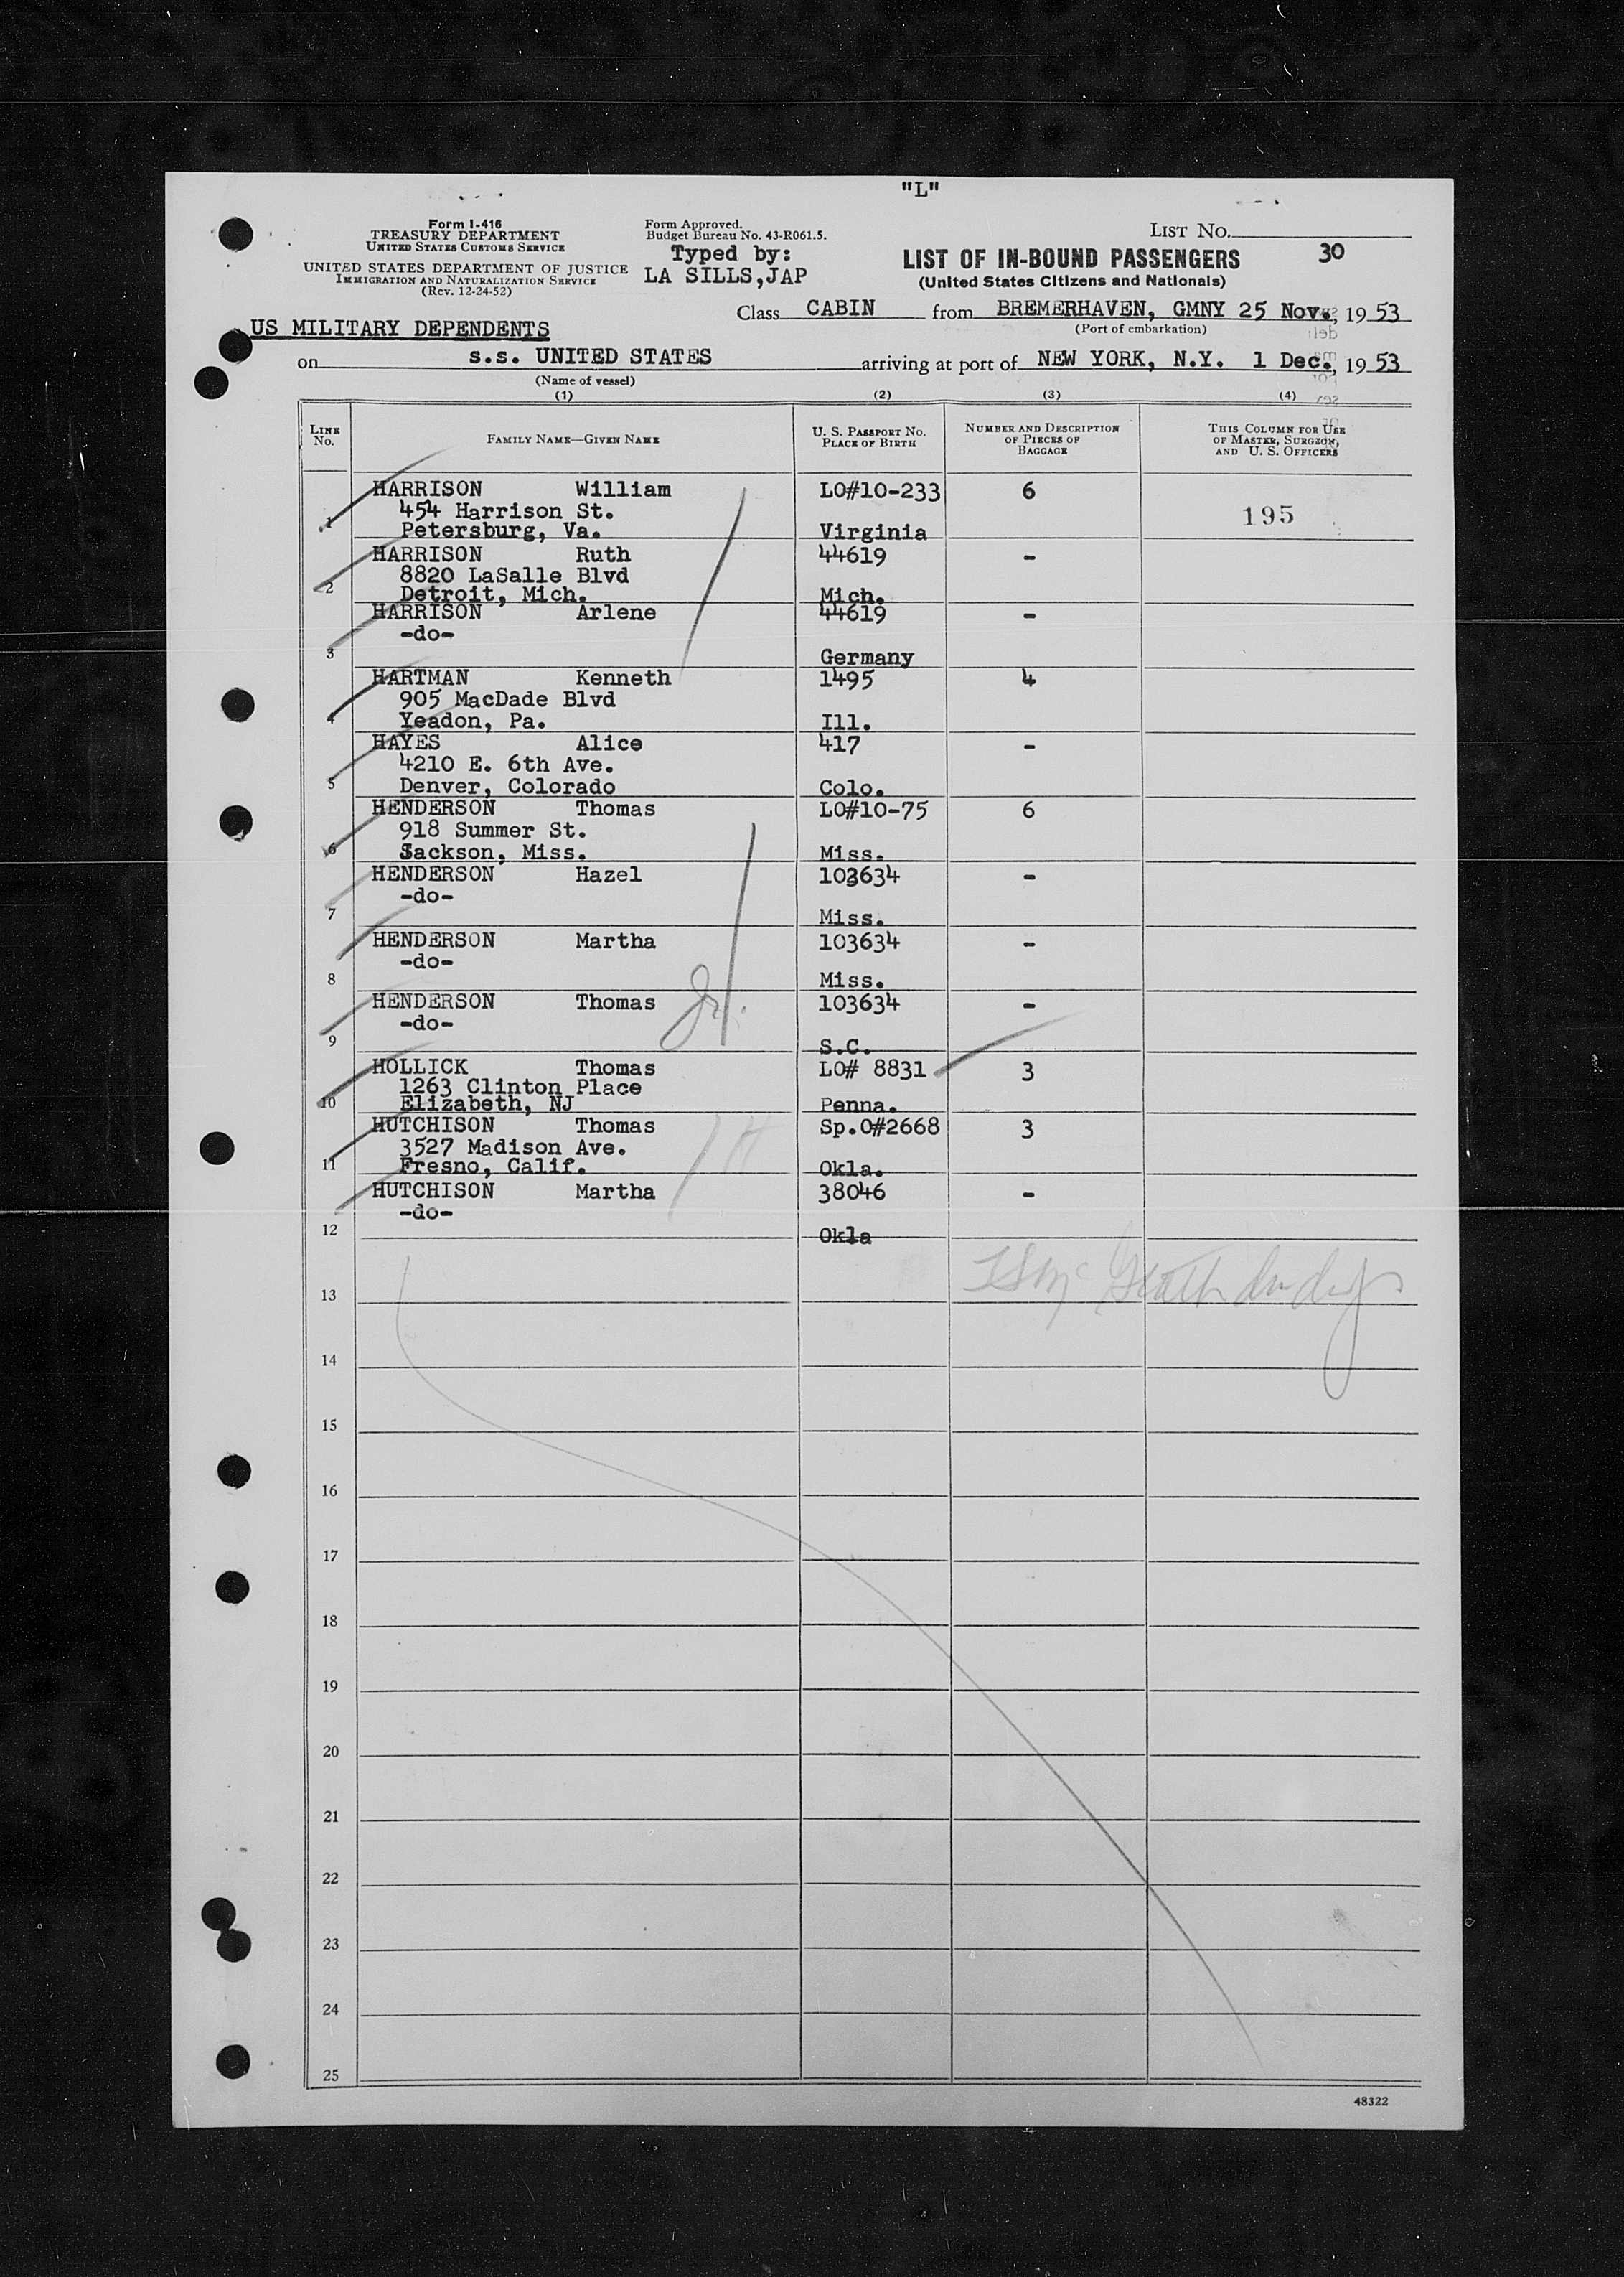 "L"
Form I-416
TREASURY DEPARTMENT
UNITED STATES CUSTOMS SERVICE
UNITED STATES DEPARTMENT OF JUSTICE
IMMIGRATION AND NATURALIZATION SERVICE
(Rev. 12-24-52)
Form Approved.
Budget Bureau No. 43-R061.5.
Typed by:
LA SILLS,JAP
LIST NO.
30
LIST OF IN-BOUND PASSENGERS
(United States Citizens and Nationals)
Class CABIN from BREMERHAVEN, GMNY 25 Nov., 1953
(Port of embarkation)
US MILITARY DEPENDENTS
on s.s. UNITED STATES arriving at port of NEW YORK, N.Y. 1 Dec., 1953
(Name of vessel)
(1) (2) (3) (4)
LINE NO. FAMILY NAME—GIVEN NAME U. S. PASSPORT NO. PLACE OF BIRTH NUMBER AND DESCRIPTION OF PIECES OF BAGGAGE THIS COLUMN FOR USE OF MASTER, SURGEON, AND U. S. OFFICERS
HARRISON William LO#10-233 6
454 Harrison St. 195
1 Petersburg, Va. Virginia
HARRISON Ruth 44619 -
8820 LaSalle Blvd
2 Detroit, Mich. Mich.
HARRISON Arlene 44619 -
-do-
3 Germany
HARTMAN Kenneth 1495 4
905 MacDade Blvd
4 Yeadon, Pa. Ill.
HAYES Alice 417 -
4210 E. 6th Ave.
5 Denver, Colorado Colo.
HENDERSON Thomas LO#10-75 6
918 Summer St.
6 Jackson, Miss. Miss.
HENDERSON Hazel 103634 -
-do-
7 Miss.
HENDERSON Martha 103634 -
-do-
8 Miss.
HENDERSON Thomas Jr. 103634 -
-do-
9 S.C.
HOLLICK Thomas LO# 8831 3
1263 Clinton Place
10 Elizabeth, NJ Penna.
HUTCHISON Thomas Sp.O#2668 3
3527 Madison Ave.
11 Fresno, Calif. Okla.
HUTCHISON Martha 38046 -
-do-
12 Okla
13
14
15
16
17
18
19
20
21
22
23
24
25
48322